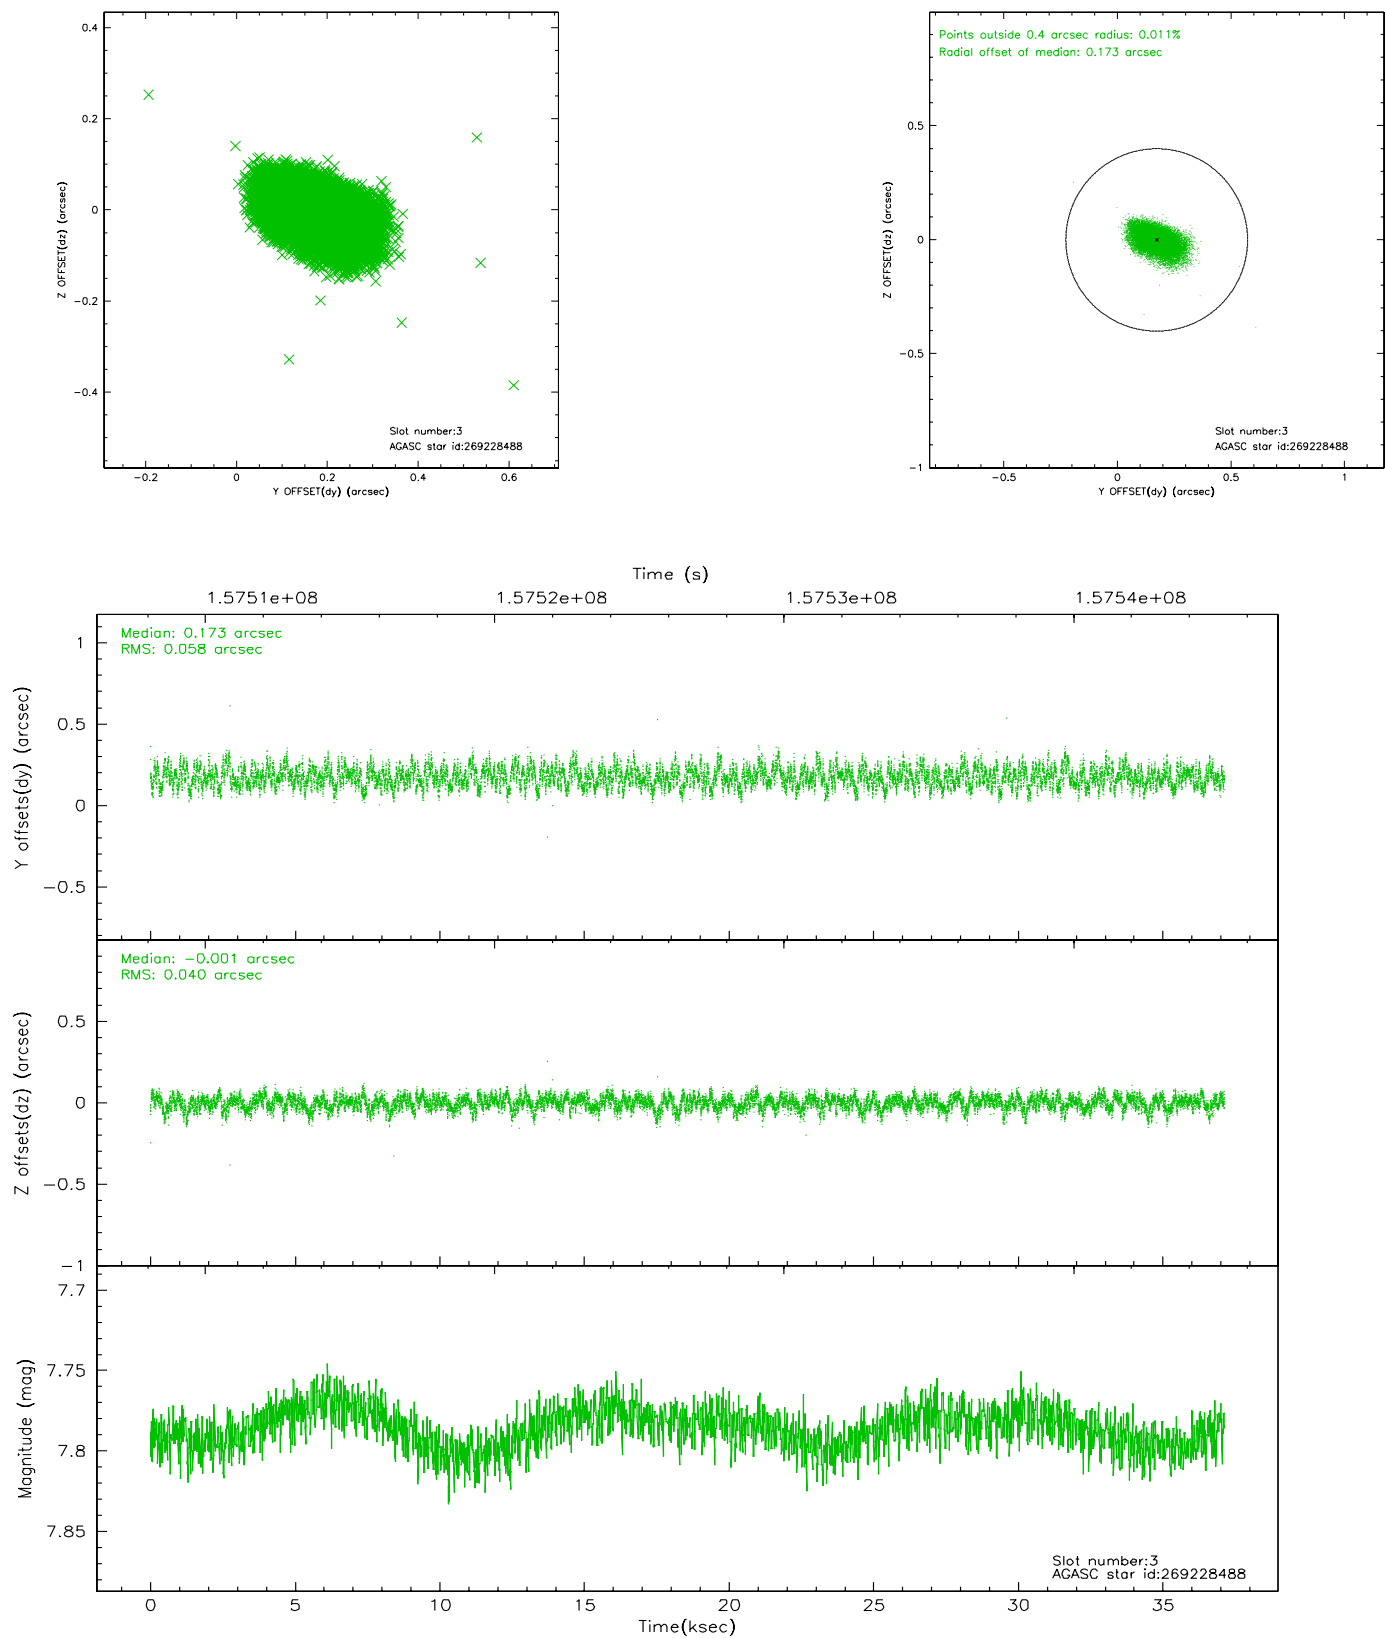 0.4
0.2
0
−0.2
−0.4
Z OFFSET(dz) (arcsec)
Slot number:3
AGASC star id:269228488
−0.2 0 0.2 0.4 0.6
Y OFFSET(dy) (arcsec)
Points outside 0.4 arcsec radius: 0.011%
Radial offset of median: 0.173 arcsec
0.5
0
−0.5
−1
Z OFFSET(dz) (arcsec)
Slot number:3
AGASC star id:269228488
−0.5 0 0.5 1
Y OFFSET(dy) (arcsec)
Time (s)
1.5751e+08 1.5752e+08 1.5753e+08 1.5754e+08
Median: 0.173 arcsec
RMS: 0.058 arcsec
1
0.5
0
−0.5
Y offsets(dy) (arcsec)
Median: −0.001 arcsec
RMS: 0.040 arcsec
0.5
0
−0.5
−1
Z offsets(dz) (arcsec)
7.7
7.75
7.8
7.85
Magnitude (mag)
Slot number:3
AGASC star id:269228488
0 5 10 15 20 25 30 35
Time(ksec)